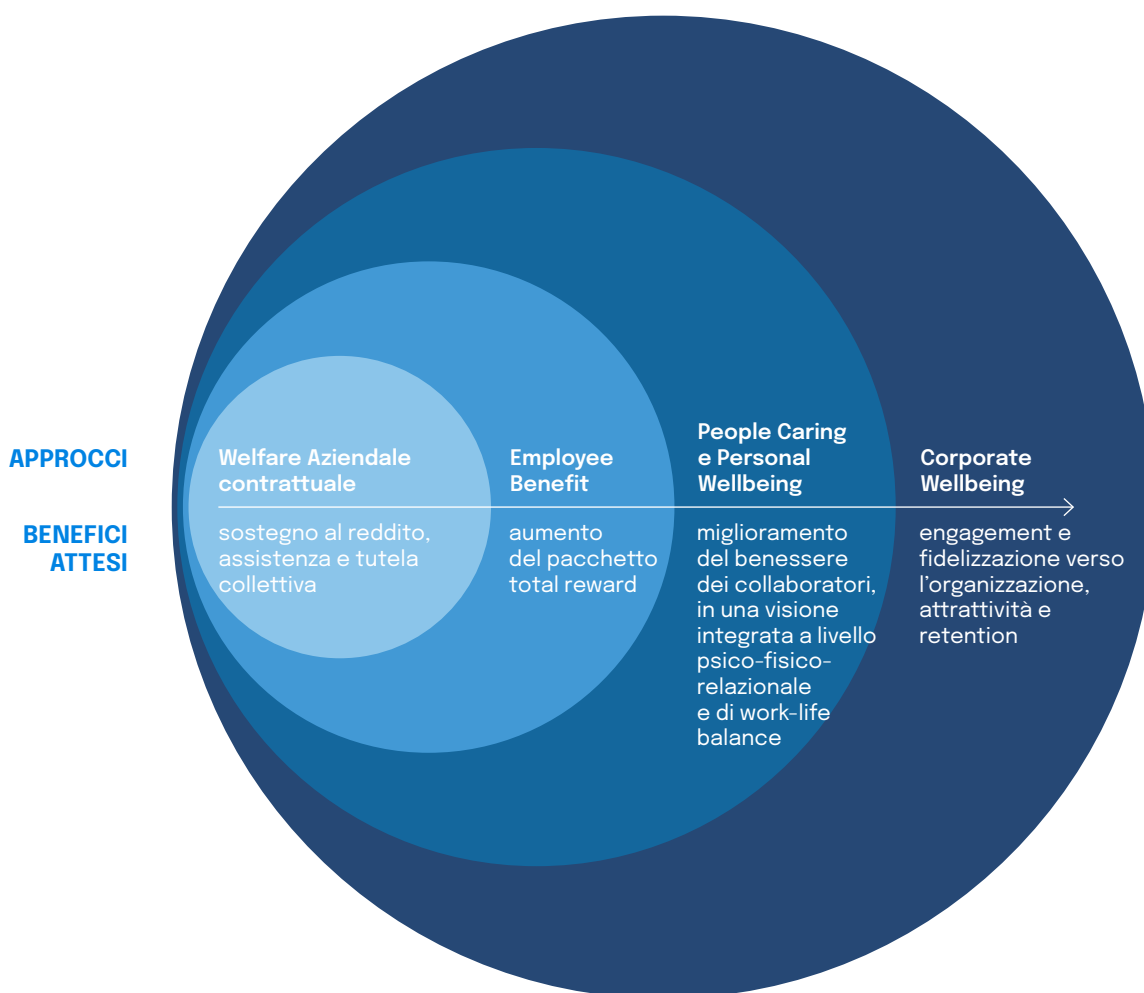 APPROCCI
Welfare Aziendale
contrattuale
Employee
Benefit
People Caring
e Personal
Wellbeing
Corporate
Wellbeing
BENEFICI
ATTESI
sostegno al reddito,
assistenza e tutela
collettiva
aumento
del pacchetto
total reward
miglioramento
del benessere
dei collaboratori,
in una visione
integrata a livello
psico-fisico-
relazionale
e di work-life
balance
engagement e
fidelizzazione verso
l’organizzazione,
attrattività e
retention